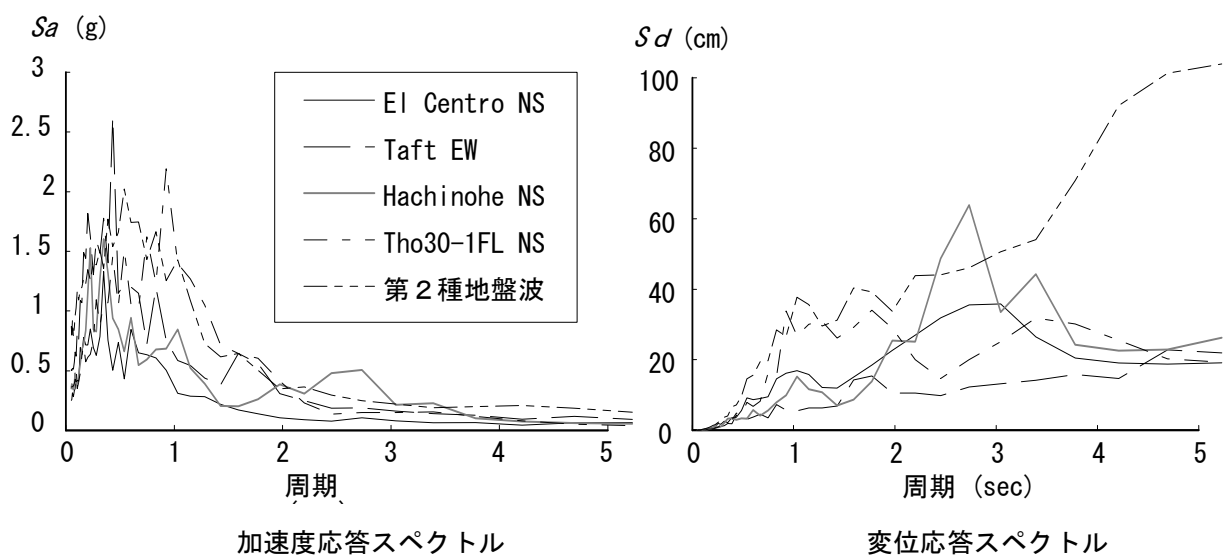 Sa (g)
3
2.5
2
1.5
1
0.5
0
0 1 2 3 4 5
周期
El Centro NS
Taft EW
Hachinohe NS
Tho30-1FL NS
第２種地盤波
加速度応答スペクトル
Sd (cm)
100
80
60
40
20
0
0 1 2 3 4 5
周期 (sec)
変位応答スペクトル